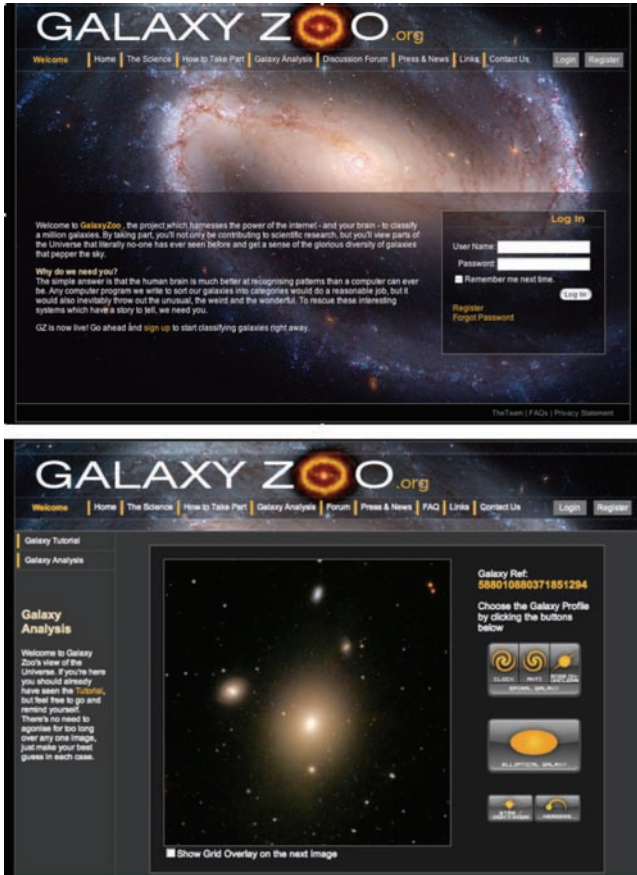 GALAXY ZOO.org
Welcome Home The Science How to Take Part Galaxy Analysis Discussion Forum Press & News Links Contact Us Login Register
Welcome to GalaxyZoo , the project which harnesses the power of the internet - and your brain - to classify
a million galaxies. By taking part, you'll not only be contributing to scientific research, but you'll view parts of
the Universe that literally no-one has ever seen before and get a sense of the glorious diversity of galaxies
that pepper the sky.
Why do we need you?
The simple answer is that the human brain is much better at recognising patterns than a computer can ever
be. Any computer program we write to sort our galaxies into categories would do a reasonable job, but it
would also inevitably throw out the unusual, the weird and the wonderful. To rescue these interesting
systems which have a story to tell, we need you.
GZ is now live! Go ahead and sign up to start classifying galaxies right away.
Log In
User Name:
Password:
Remember me next time.
Log In
Register
Forgot Password
TheTeam | FAQs | Privacy Statement
GALAXY ZOO.org
Welcome Home The Science How to Take Part Galaxy Analysis Forum Press & News FAQ Links Contact Us Login Register
Galaxy Tutorial
Galaxy Analysis
Galaxy
Analysis
Welcome to Galaxy
Zoo's view of the
Universe. If you're here
you should already
have seen the Tutorial,
but feel free to go and
remind yourself.
There's no need to
agonise for too long
over any one image,
just make your best
guess in each case.
Galaxy Ref:
588010880371851294
Choose the Galaxy Profile
by clicking the buttons
below
CLOCK ANTI
SPIRAL GALAXY
ELLIPTICAL GALAXY
Show Grid Overlay on the next Image